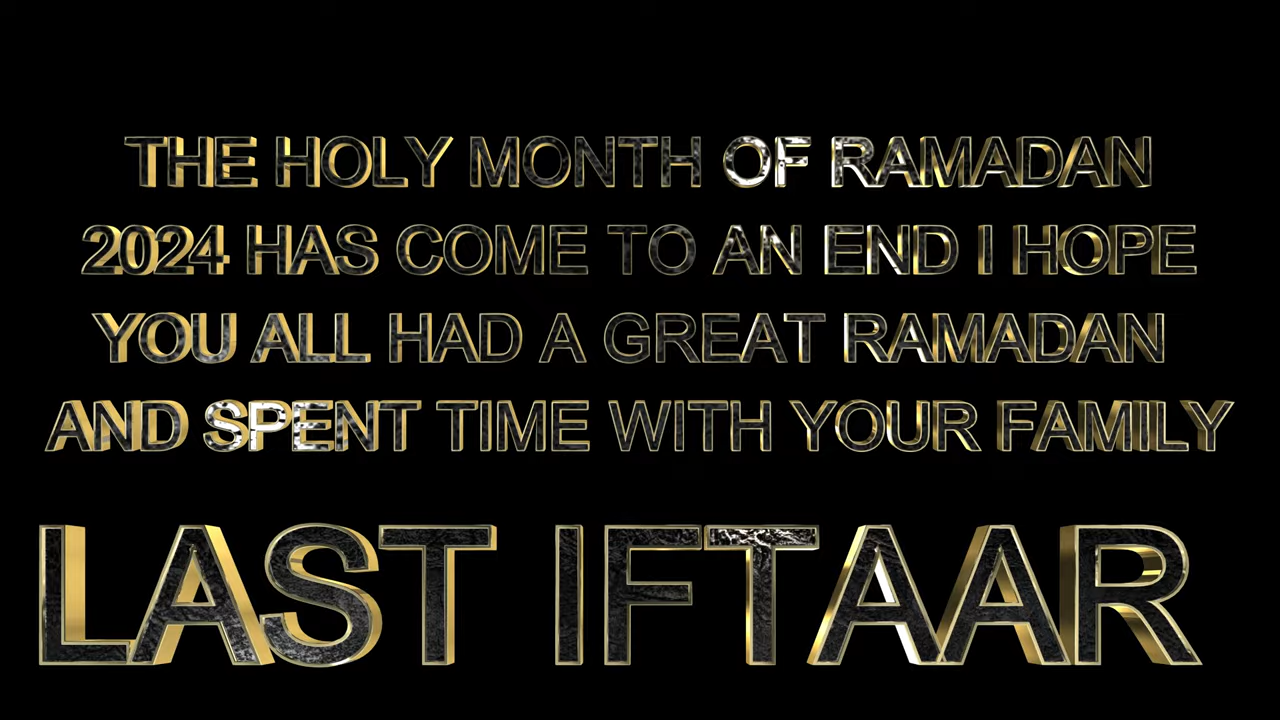 THE HOLY MONTH OF RAMADAN
2024 HAS COME TO AN END I HOPE
YOU ALL HAD A GREAT RAMADAN
AND SPENT TIME WITH YOUR FAMILY
LAST IFTAAR